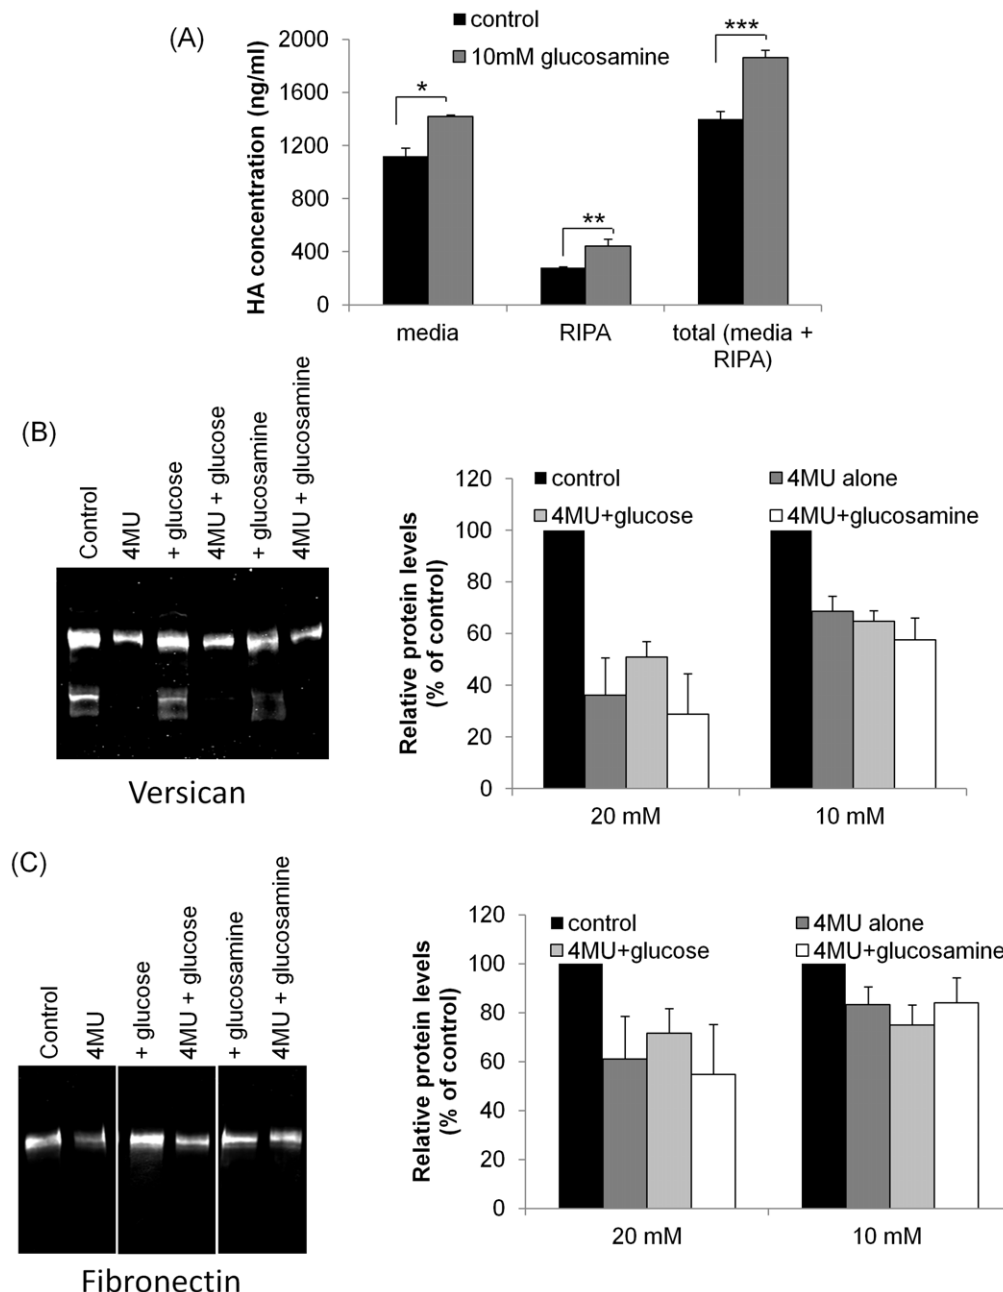 (A)
control
10mM glucosamine
HA concentration (ng/ml)
2000
1600
1200
800
400
0
*
**
***
media
RIPA
total (media +
RIPA)
(B)
Control
4MU
+ glucose
4MU + glucose
+ glucosamine
4MU + glucosamine
Versican
Relative protein levels
(% of control)
120
100
80
60
40
20
0
control
4MU alone
4MU+glucose
4MU+glucosamine
20 mM
10 mM
(C)
Control
4MU
+ glucose
4MU + glucose
+ glucosamine
4MU + glucosamine
Fibronectin
Relative protein levels
(% of control)
120
100
80
60
40
20
0
control
4MU alone
4MU+glucose
4MU+glucosamine
20 mM
10 mM